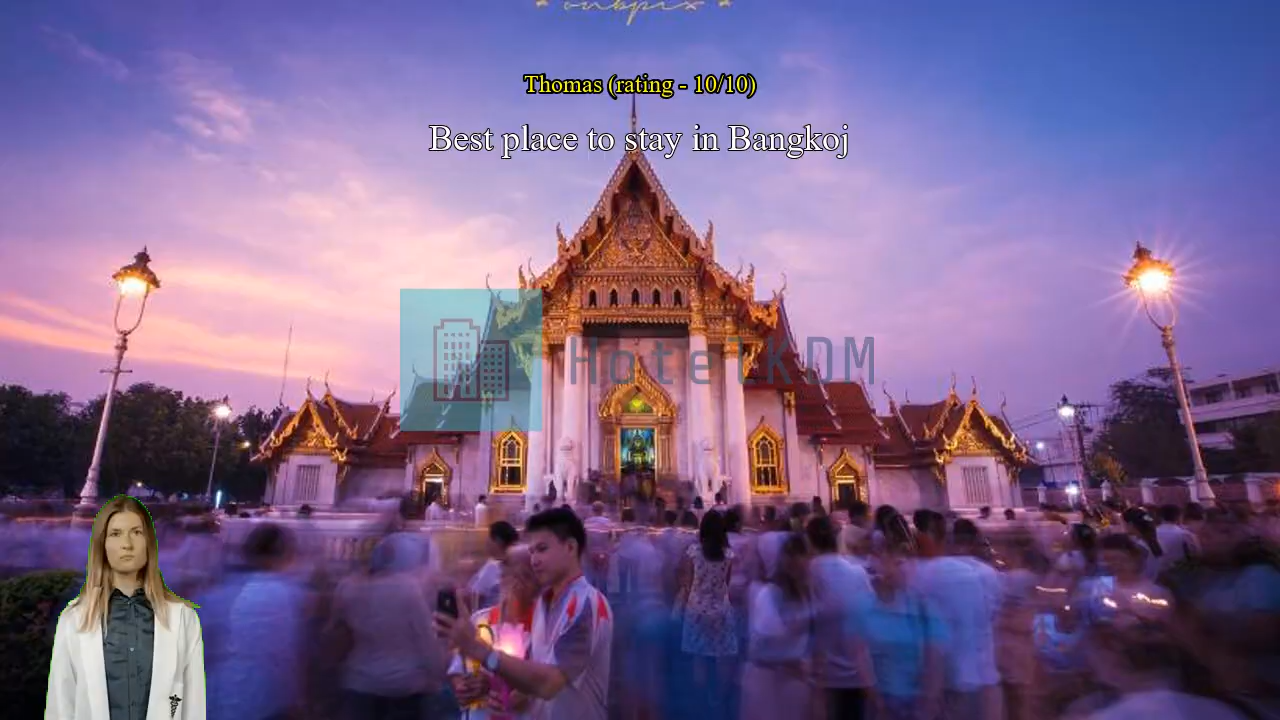 Thomas (rating - 10/10)
Best place to stay in Bangkoj
HotelKDM